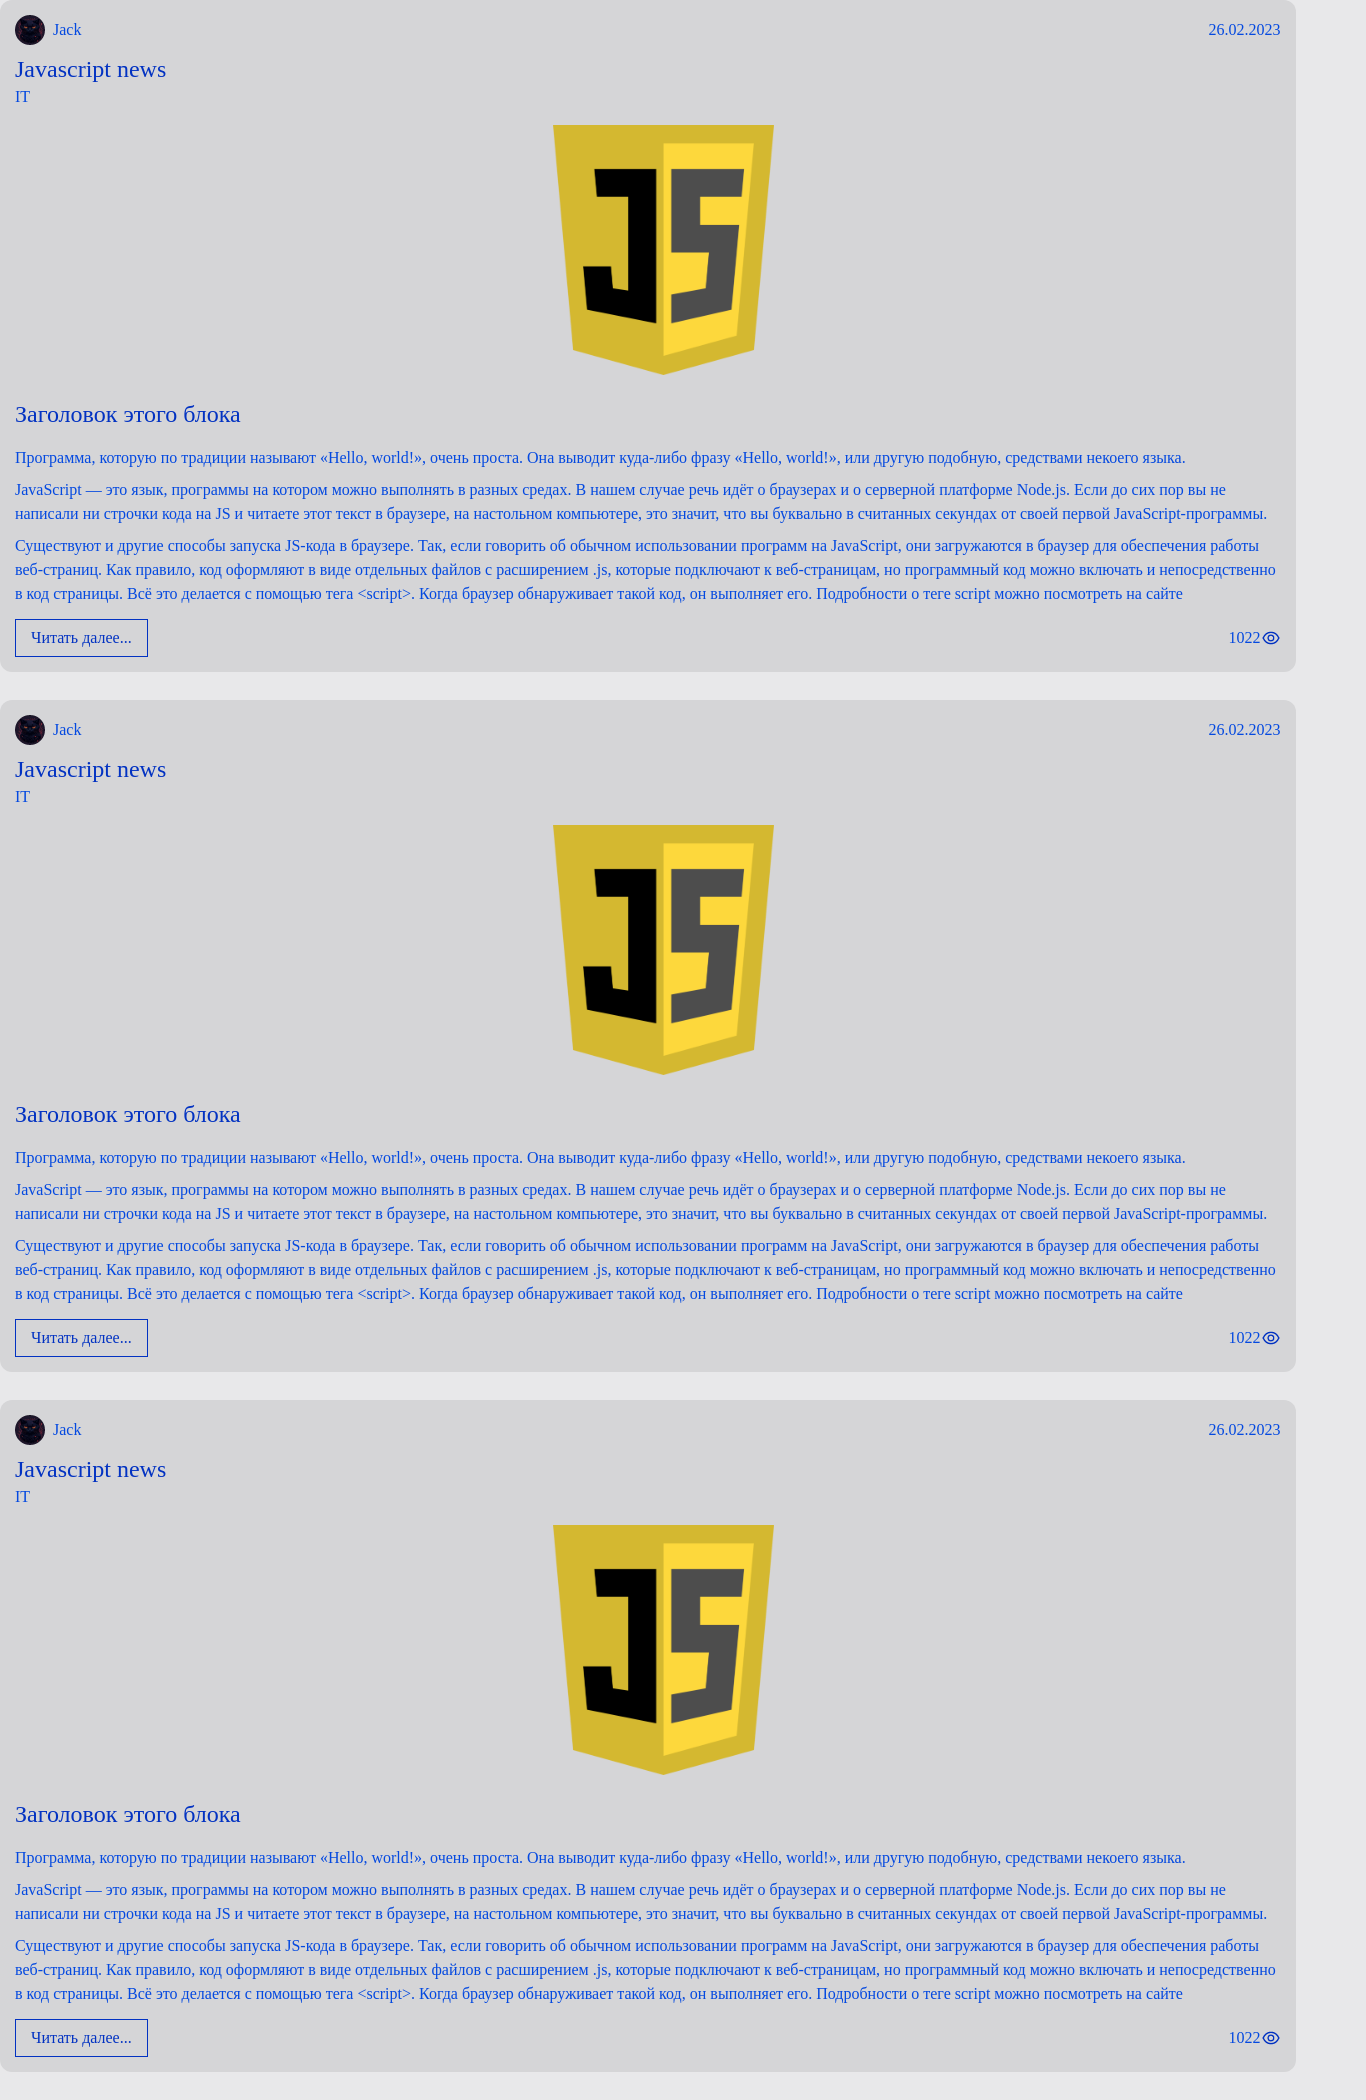 Jack 26.02.2023
Javascript news
IT
JS
Заголовок этого блока
Программа, которую по традиции называют «Hello, world!», очень проста. Она выводит куда-либо фразу «Hello, world!», или другую подобную, средствами некоего языка.
JavaScript — это язык, программы на котором можно выполнять в разных средах. В нашем случае речь идёт о браузерах и о серверной платформе Node.js. Если до сих пор вы не
написали ни строчки кода на JS и читаете этот текст в браузере, на настольном компьютере, это значит, что вы буквально в считанных секундах от своей первой JavaScript-программы.
Существуют и другие способы запуска JS-кода в браузере. Так, если говорить об обычном использовании программ на JavaScript, они загружаются в браузер для обеспечения работы
веб-страниц. Как правило, код оформляют в виде отдельных файлов с расширением .js, которые подключают к веб-страницам, но программный код можно включать и непосредственно
в код страницы. Всё это делается с помощью тега <script>. Когда браузер обнаруживает такой код, он выполняет его. Подробности о теге script можно посмотреть на сайте
Читать далее... 1022
Jack 26.02.2023
Javascript news
IT
JS
Заголовок этого блока
Программа, которую по традиции называют «Hello, world!», очень проста. Она выводит куда-либо фразу «Hello, world!», или другую подобную, средствами некоего языка.
JavaScript — это язык, программы на котором можно выполнять в разных средах. В нашем случае речь идёт о браузерах и о серверной платформе Node.js. Если до сих пор вы не
написали ни строчки кода на JS и читаете этот текст в браузере, на настольном компьютере, это значит, что вы буквально в считанных секундах от своей первой JavaScript-программы.
Существуют и другие способы запуска JS-кода в браузере. Так, если говорить об обычном использовании программ на JavaScript, они загружаются в браузер для обеспечения работы
веб-страниц. Как правило, код оформляют в виде отдельных файлов с расширением .js, которые подключают к веб-страницам, но программный код можно включать и непосредственно
в код страницы. Всё это делается с помощью тега <script>. Когда браузер обнаруживает такой код, он выполняет его. Подробности о теге script можно посмотреть на сайте
Читать далее... 1022
Jack 26.02.2023
Javascript news
IT
JS
Заголовок этого блока
Программа, которую по традиции называют «Hello, world!», очень проста. Она выводит куда-либо фразу «Hello, world!», или другую подобную, средствами некоего языка.
JavaScript — это язык, программы на котором можно выполнять в разных средах. В нашем случае речь идёт о браузерах и о серверной платформе Node.js. Если до сих пор вы не
написали ни строчки кода на JS и читаете этот текст в браузере, на настольном компьютере, это значит, что вы буквально в считанных секундах от своей первой JavaScript-программы.
Существуют и другие способы запуска JS-кода в браузере. Так, если говорить об обычном использовании программ на JavaScript, они загружаются в браузер для обеспечения работы
веб-страниц. Как правило, код оформляют в виде отдельных файлов с расширением .js, которые подключают к веб-страницам, но программный код можно включать и непосредственно
в код страницы. Всё это делается с помощью тега <script>. Когда браузер обнаруживает такой код, он выполняет его. Подробности о теге script можно посмотреть на сайте
Читать далее... 1022